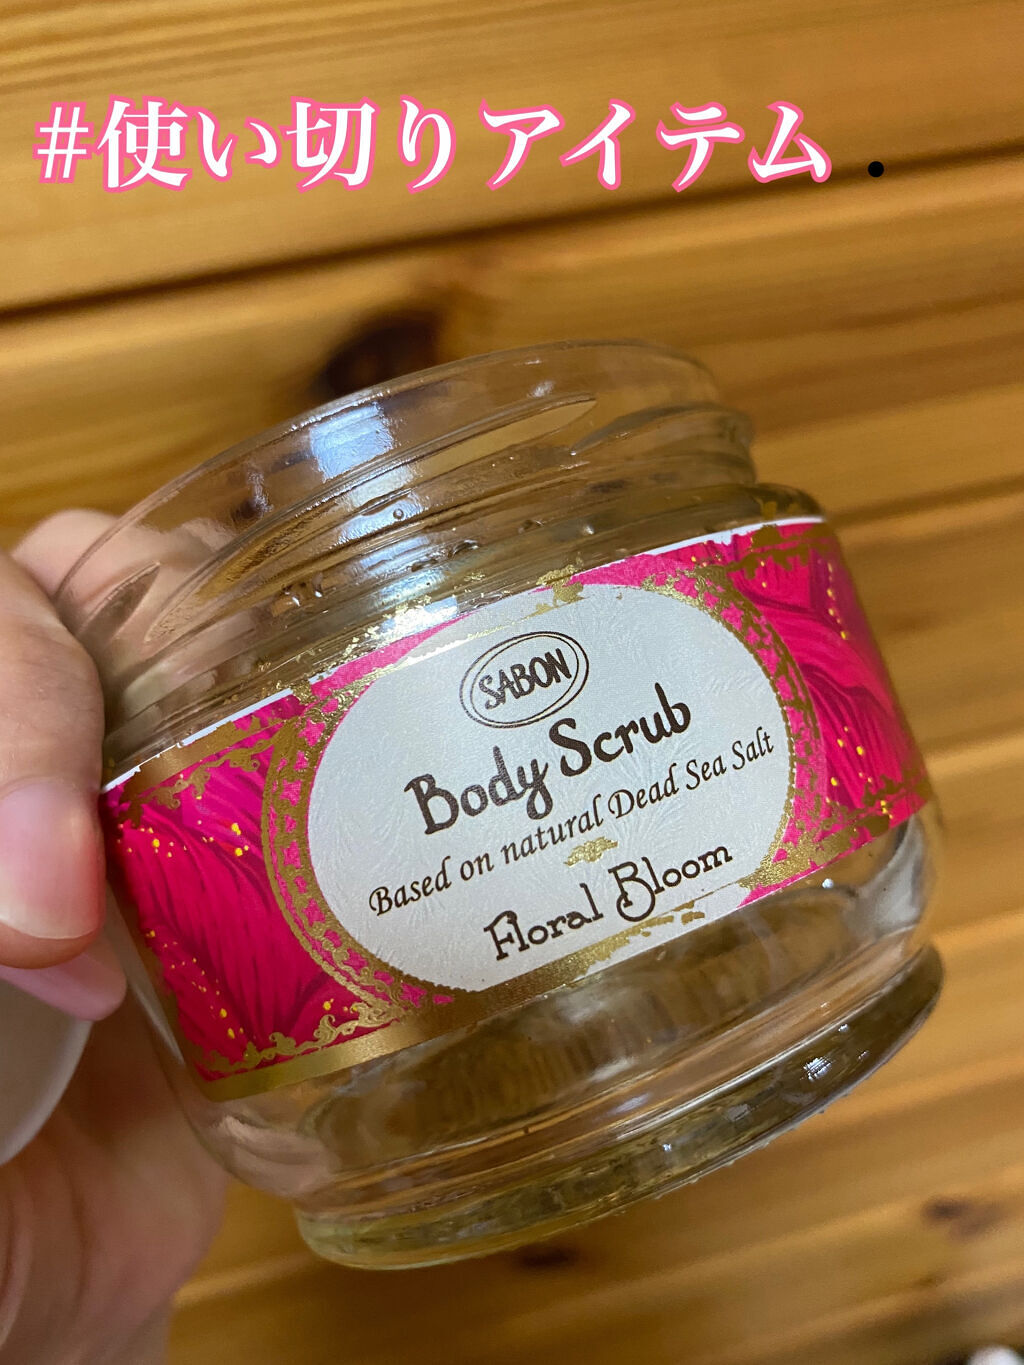 #使い切りアイテム.
SABON
Body Scrub
Based on natural Dead Sea Salt
Floral Bloom